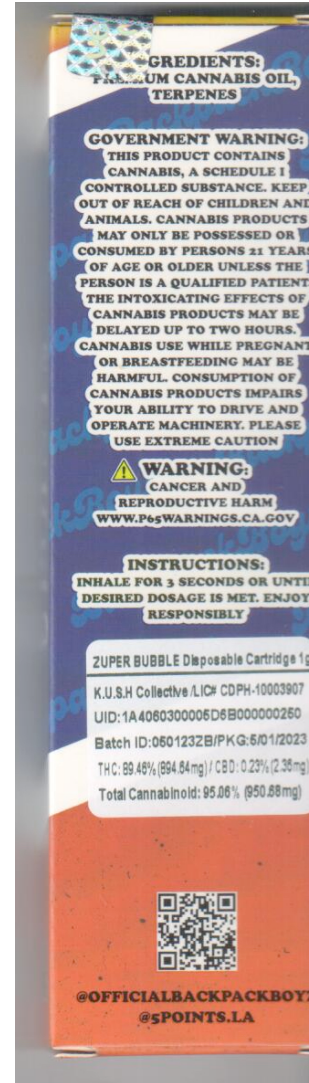 GREDIENTS:
UM CANNABIS OIL,
TERPENES
GOVERNMENT WARNING:
THIS PRODUCT CONTAINS
CANNABIS, A SCHEDULE I
CONTROLLED SUBSTANCE. KEEP
OUT OF REACH OF CHILDREN AND
ANIMALS. CANNABIS PRODUCTS
MAY ONLY BE POSSESSED OR
CONSUMED BY PERSONS 21 YEARS
OF AGE OR OLDER UNLESS THE
PERSON IS A QUALIFIED PATIENT.
THE INTOXICATING EFFECTS OF
CANNABIS PRODUCTS MAY BE
DELAYED UP TO TWO HOURS.
CANNABIS USE WHILE PREGNANT
OR BREASTFEEDING MAY BE
HARMFUL. CONSUMPTION OF
CANNABIS PRODUCTS IMPAIRS
YOUR ABILITY TO DRIVE AND
OPERATE MACHINERY. PLEASE
USE EXTREME CAUTION
WARNING:
CANCER AND
REPRODUCTIVE HARM
WWW.P65WARNINGS.CA.GOV
INSTRUCTIONS:
INHALE FOR 3 SECONDS OR UNTIL
DESIRED DOSAGE IS MET. ENJOY
RESPONSIBLY
ZUPER BUBBLE Disposable Cartridge 1g
K.U.S.H Collective /LIC# CDPH-10003907
UID:1A4060300005D5B000000250
Batch ID:050123ZB/PKG:5/01/2023
THC: 89.46% (894.64mg) / CBD: 0.23% (2.36mg)
Total Cannabinoid: 95.06% (950.68mg)
@OFFICIALBACKPACKBOYZ
@5POINTS.LA